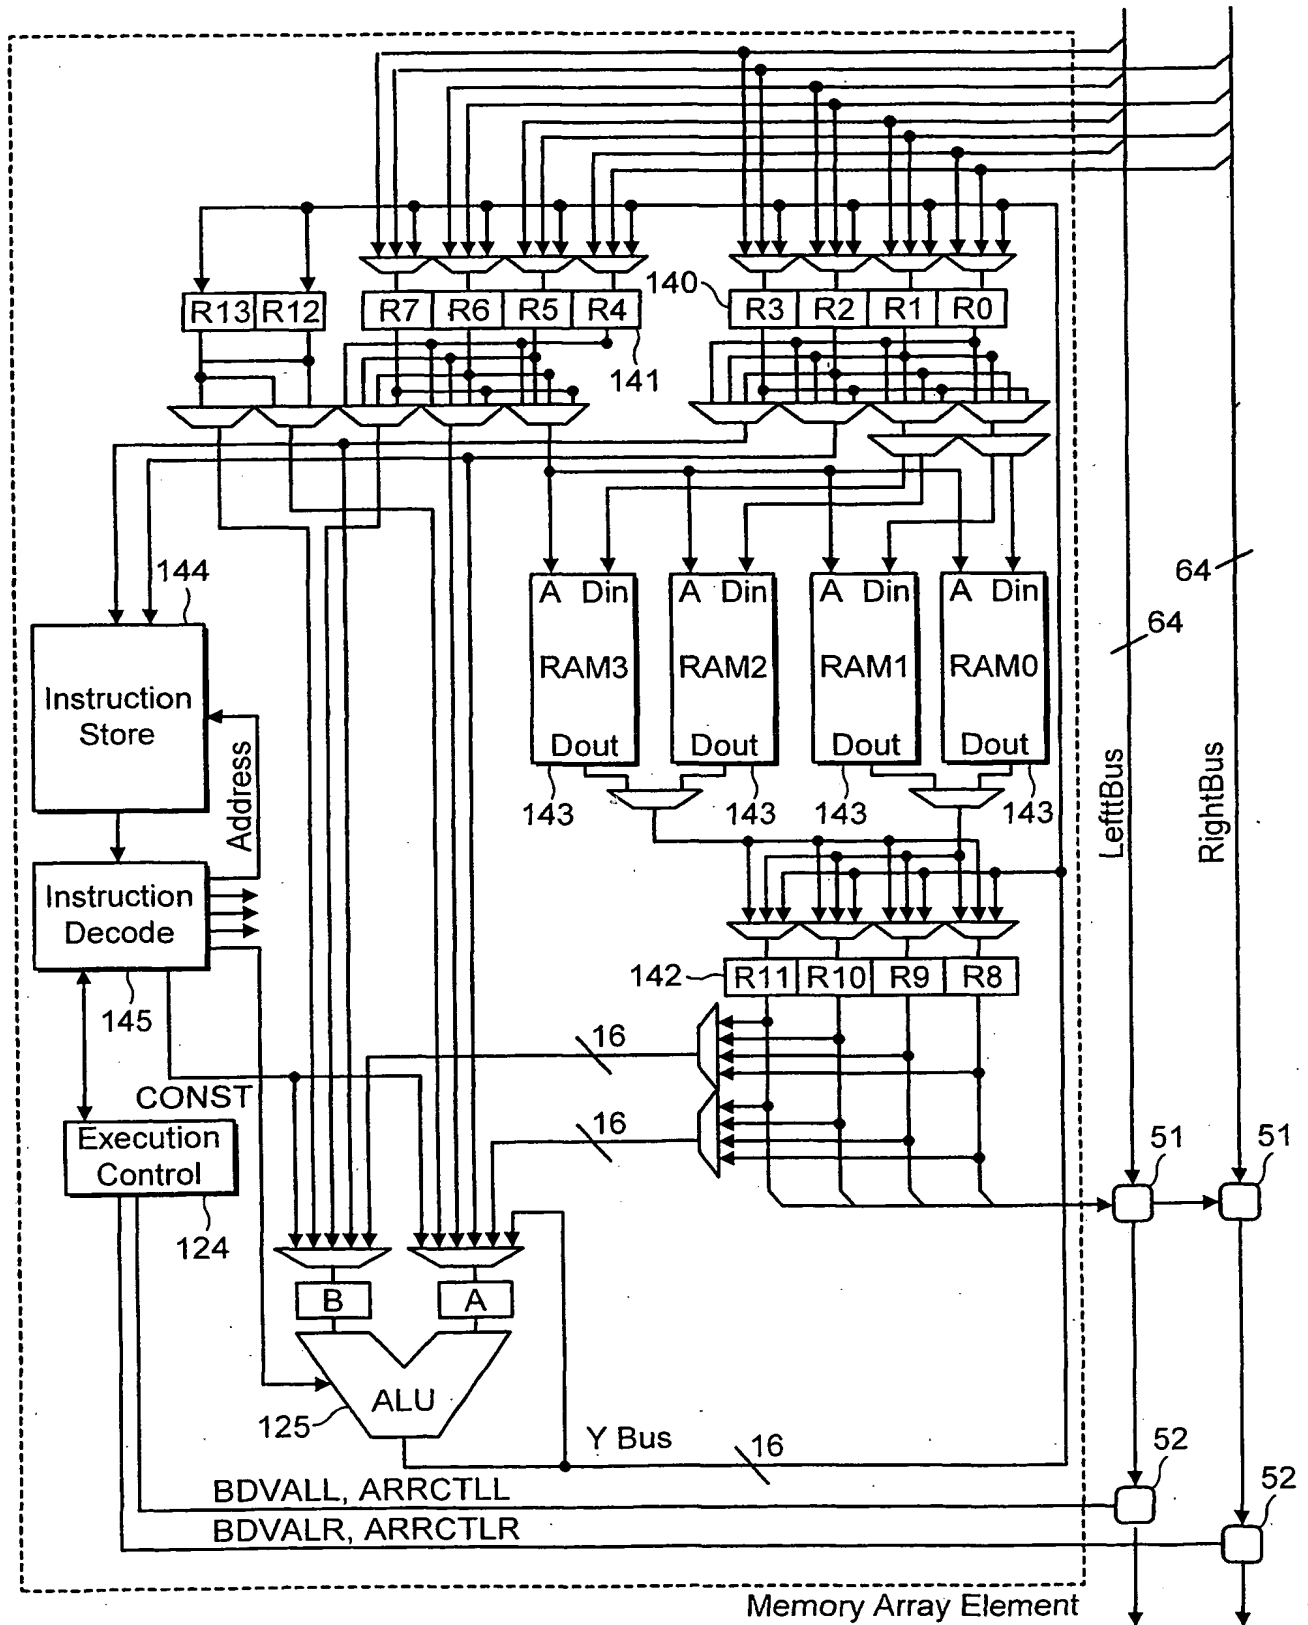 R13 R12 R7 R6 R5 R4 140 R3 R2 R1 R0
141
144
64
64
A Din A Din A Din A Din
RAM3 RAM2 RAM1 RAM0
Dout Dout Dout Dout
143 143 143 143
Instruction
Store
Address
LefttBus
RightBus
Instruction
Decode
145
142 R11 R10 R9 R8
16
CONST
16
Execution
Control
124
51 51
B A
ALU
125
Y Bus 16
52
BDVALL, ARRCTLL
52
BDVALR, ARRCTLR
Memory Array Element